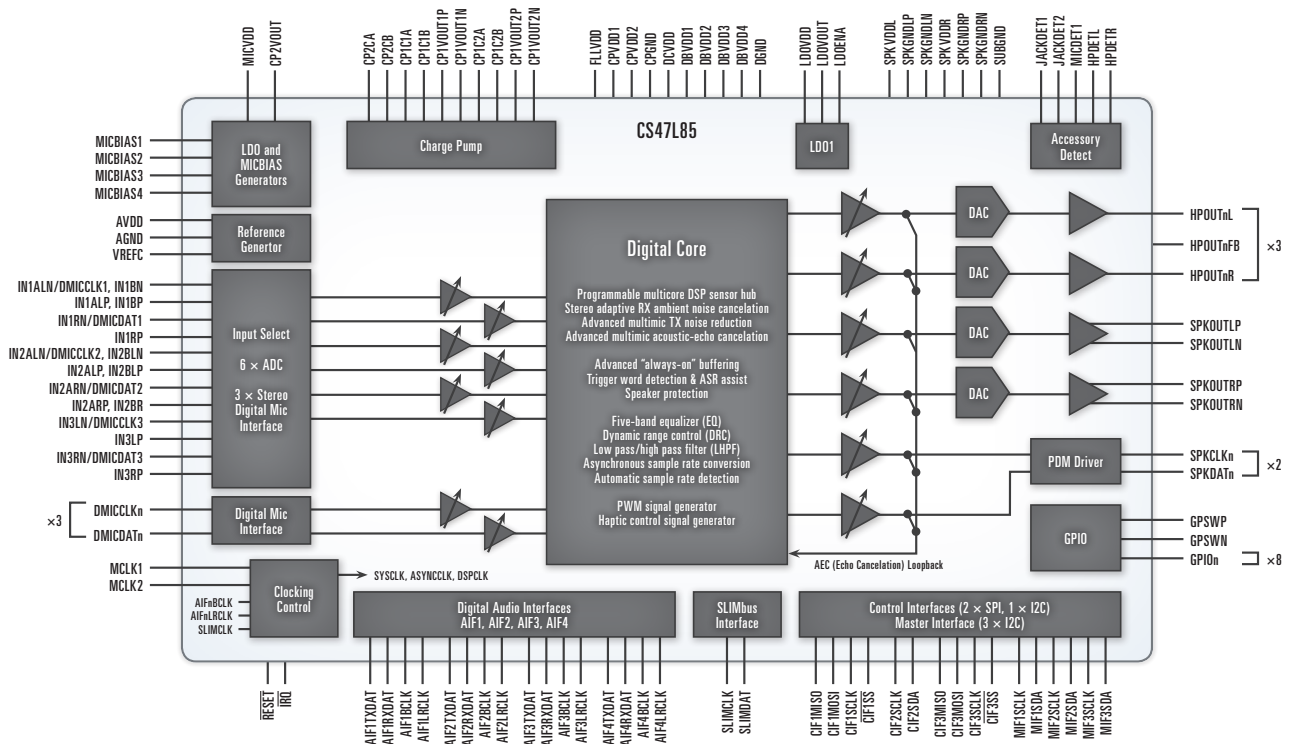 MICVDD
CP2VOUT
CP2CA
CP2CB
CP1C1A
CP1C1B
CP1VOUT1P
CP1VOUT1N
CP1C2A
CP1C2B
CP1VOUT2P
CP1VOUT2N
FLLVDD
CPVDD1
CPVDD2
CPGND
DCVDD
DBVDD1
DBVDD2
DBVDD3
DBVDD4
DGND
LDOVDD
LDOVOUT
LDOENA
SPKVDDL
SPKGNDLP
SPKGNDLN
SPKVDDR
SPKGNDRP
SPKGNDRN
SUBGND
JACKDET1
JACKDET2
MICDET1
HPDETL
HPDETR
CS47L85
MICBIAS1
MICBIAS2
MICBIAS3
MICBIAS4
LDO and
MICBIAS
Generators
Charge Pump
LDO1
Accessory
Detect
AVDD
AGND
VREFC
Reference
Genertor
IN1ALN/DMICCLK1, IN1BN
IN1ALP, IN1BP
IN1RN/DMICDAT1
IN1RP
IN2ALN/DMICCLK2, IN2BLN
IN2ALP, IN2BLP
IN2ARN/DMICDAT2
IN2ARP, IN2BR
IN3LN/DMICCLK3
IN3LP
IN3RN/DMICDAT3
IN3RP
Input Select
6 × ADC
3 × Stereo
Digital Mic
Interface
×3
DMICCLKn
DMICDATn
Digital Mic
Interface
MCLK1
MCLK2
AIFnBCLK
AIFnLRCLK
SLIMCLK
Clocking
Control
SYSCLK, ASYNCCLK, DSPCLK
Digital Core
Programmable multicore DSP sensor hub
Stereo adaptive RX ambient noise cancelation
Advanced multimic TX noise reduction
Advanced multimic acoustic-echo cancelation
Advanced “always-on” buffering
Trigger word detection & ASR assist
Speaker protection
Five-band equalizer (EQ)
Dynamic range control (DRC)
Low pass/high pass filter (LHPF)
Asynchronous sample rate conversion
Automatic sample rate detection
PWM signal generator
Haptic control signal generator
DAC
DAC
DAC
DAC
HPOUTnL
HPOUTnFB
HPOUTnR
×3
SPKOUTLP
SPKOUTLN
SPKOUTRP
SPKOUTRN
PDM Driver
SPKCLKn
SPKDATn
×2
GPIO
GPSWP
GPSWN
GPIOn
×8
AEC (Echo Cancelation) Loopback
Digital Audio Interfaces
AIF1, AIF2, AIF3, AIF4
SLIMbus
Interface
Control Interfaces (2 × SPI, 1 × I2C)
Master Interface (3 × I2C)
RESET
IRQ
AIF1TXDAT
AIF1RXDAT
AIF1BCLK
AIF1LRCLK
AIF2TXDAT
AIF2RXDAT
AIF2BCLK
AIF2LRCLK
AIF3TXDAT
AIF3RXDAT
AIF3BCLK
AIF3LRCLK
AIF4TXDAT
AIF4RXDAT
AIF4BCLK
AIF4LRCLK
SLIMCLK
SLIMDAT
CIF1MISO
CIF1MOSI
CIF1SCLK
CIF1SS
CIF2SCLK
CIF2SDA
CIF3MISO
CIF3MOSI
CIF3SCLK
CIF3SS
MIF1SCLK
MIF1SDA
MIF2SCLK
MIF2SDA
MIF3SCLK
MIF3SDA